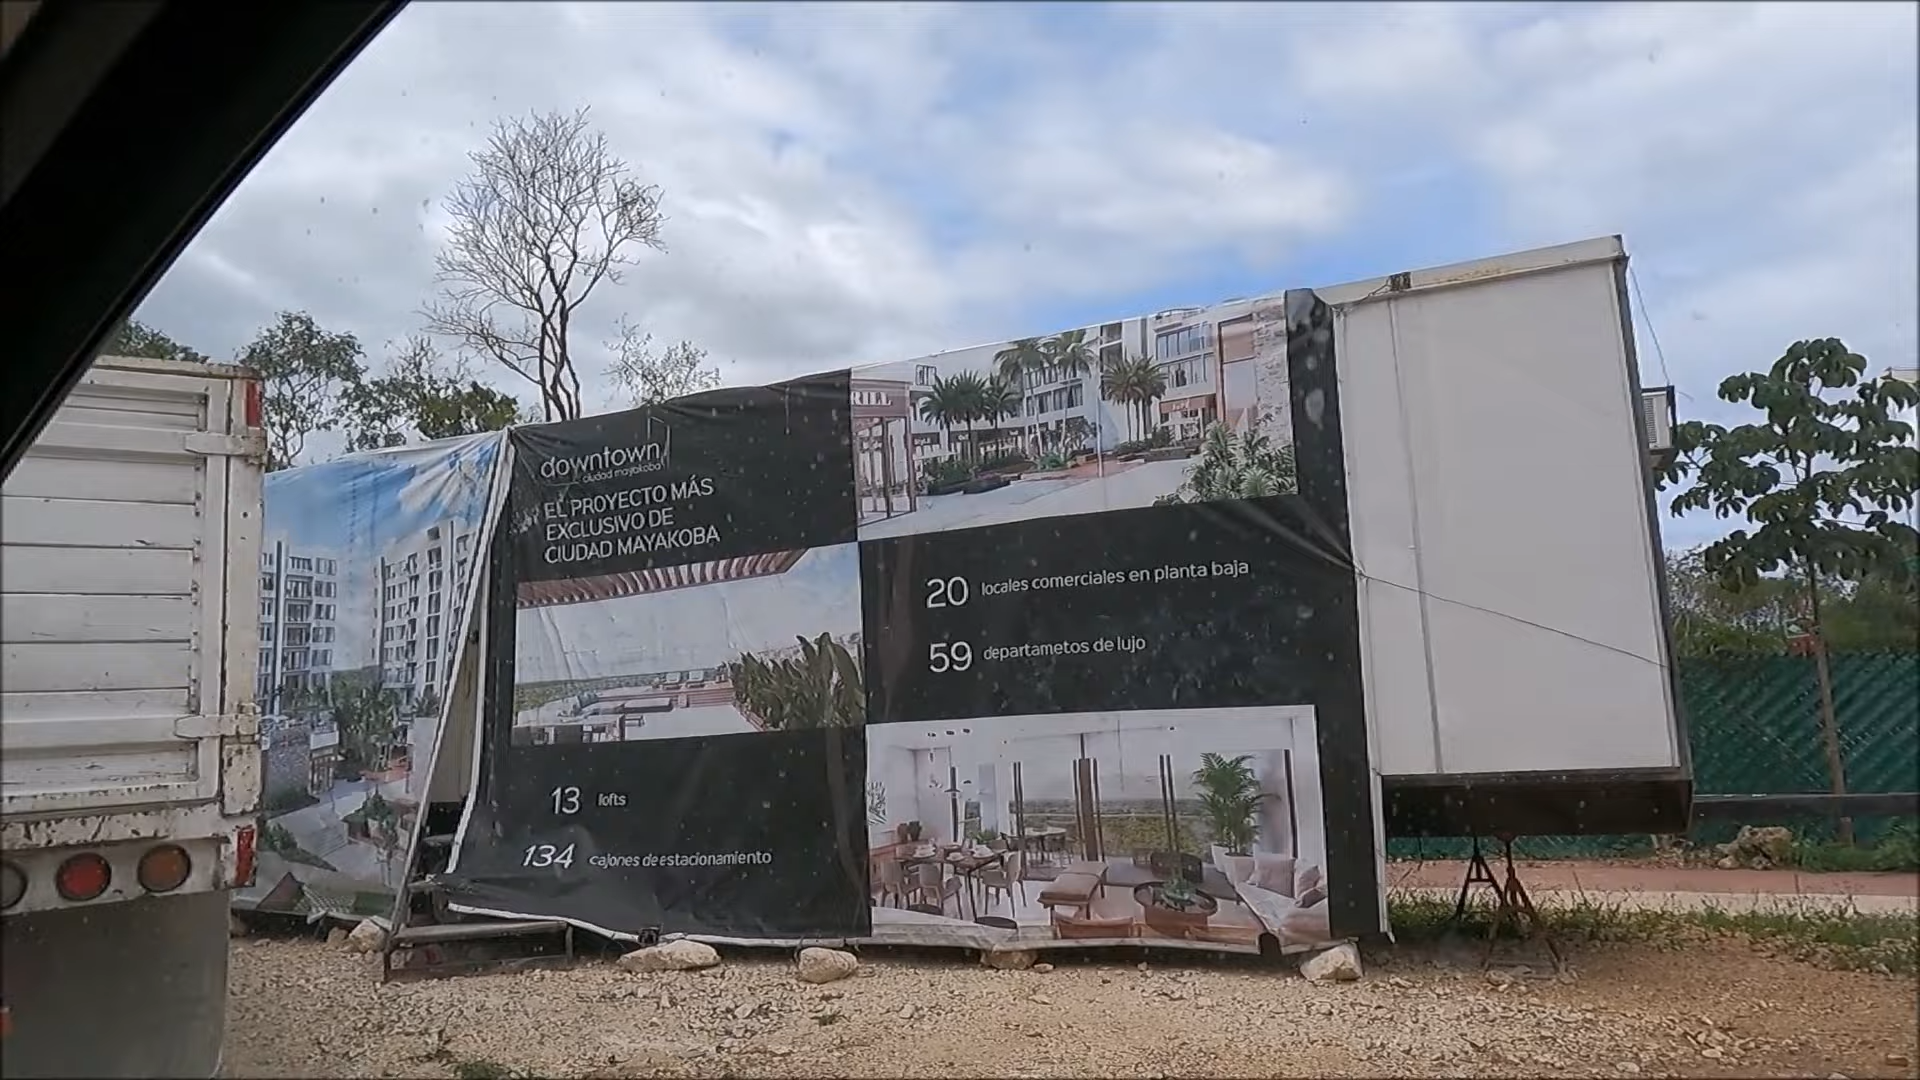 downtown
ciudad mayakoba
EL PROYECTO MÁS
EXCLUSIVO DE
CIUDAD MAYAKOBA
RILL
20 locales comerciales en planta baja
59 departametos de lujo
13 lofts
134 cajones de estacionamiento